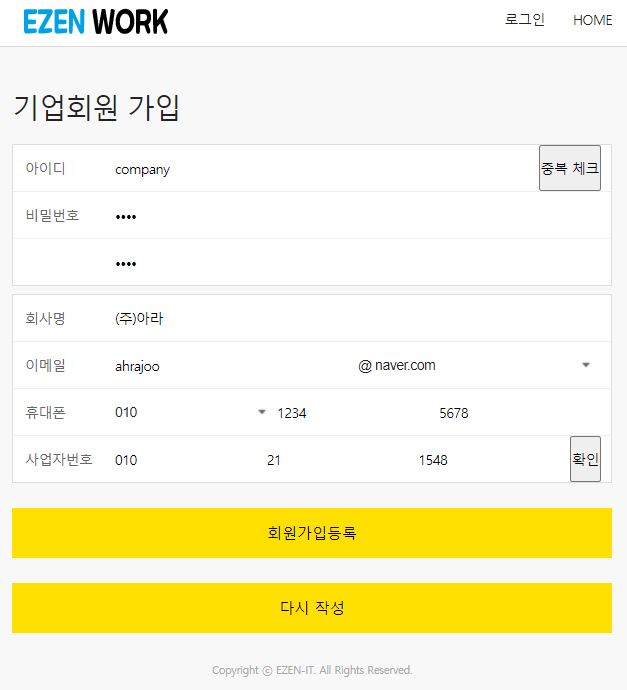 EZEN WORK 로그인 HOME
기업회원 가입
아이디 company 중복 체크
비밀번호 ••••
••••
회사명 (주)아라
이메일 ahrajoo @ naver.com
휴대폰 010 1234 5678
사업자번호 010 21 1548 확인
회원가입등록
다시 작성
Copyright ⓒ EZEN-IT. All Rights Reserved.